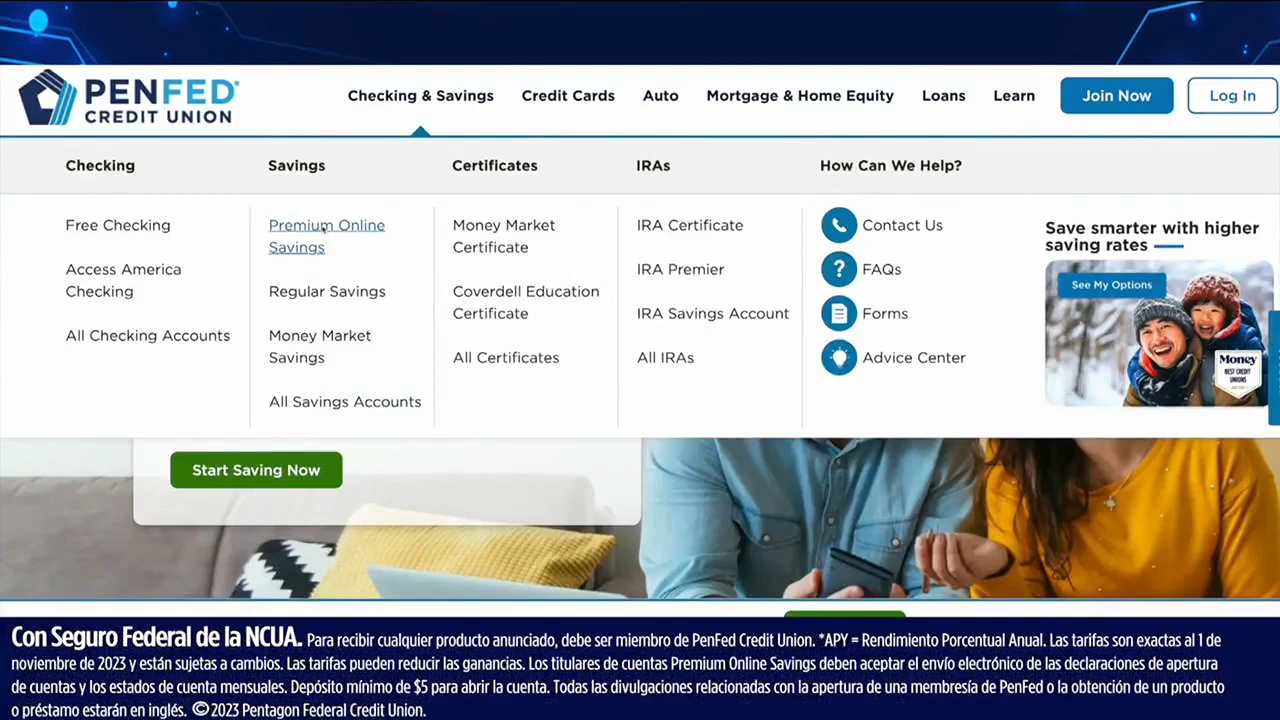 PENFED®
CREDIT UNION
Checking & Savings
Credit Cards
Auto
Mortgage & Home Equity
Loans
Learn
Join Now
Log In
Checking
Savings
Certificates
IRAs
How Can We Help?
Free Checking
Access America
Checking
All Checking Accounts
Premium Online
Savings
Regular Savings
Money Market
Savings
All Savings Accounts
Money Market
Certificate
Coverdell Education
Certificate
All Certificates
IRA Certificate
IRA Premier
IRA Savings Account
All IRAs
Contact Us
?
FAQs
Forms
Advice Center
Save smarter with higher
saving rates
See My Options
Money
BEST CREDIT
UNIONS
Start Saving Now
Con Seguro Federal de la NCUA. Para recibir cualquier producto anunciado, debe ser miembro de PenFed Credit Union. *APY = Rendimiento Porcentual Anual. Las tarifas son exactas al 1 de
noviembre de 2023 y están sujetas a cambios. Las tarifas pueden reducir las ganancias. Los titulares de cuentas Premium Online Savings deben aceptar el envío electrónico de las declaraciones de apertura
de cuentas y los estados de cuenta mensuales. Depósito mínimo de $5 para abrir la cuenta. Todas las divulgaciones relacionadas con la apertura de una membresía de PenFed o la obtención de un producto
o préstamo estarán en inglés. ©2023 Pentagon Federal Credit Union.